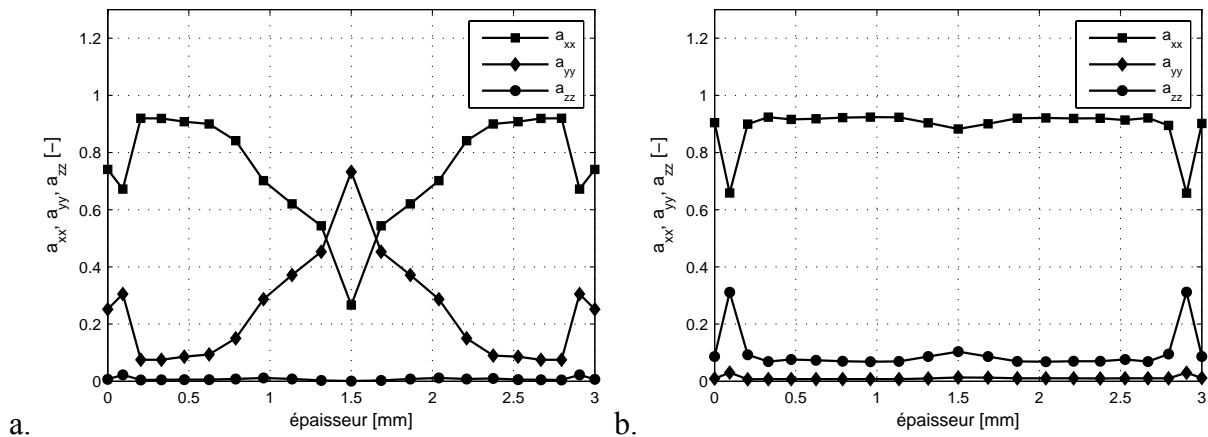 1.2
1
0.8
0.6
0.4
0.2
0
a_xx, a_yy, a_zz [−]
a_xx
a_yy
a_zz
0 0.5 1 1.5 2 2.5 3
épaisseur [mm]
a.
1.2
1
0.8
0.6
0.4
0.2
0
a_xx, a_yy, a_zz [−]
a_xx
a_yy
a_zz
0 0.5 1 1.5 2 2.5 3
épaisseur [mm]
b.